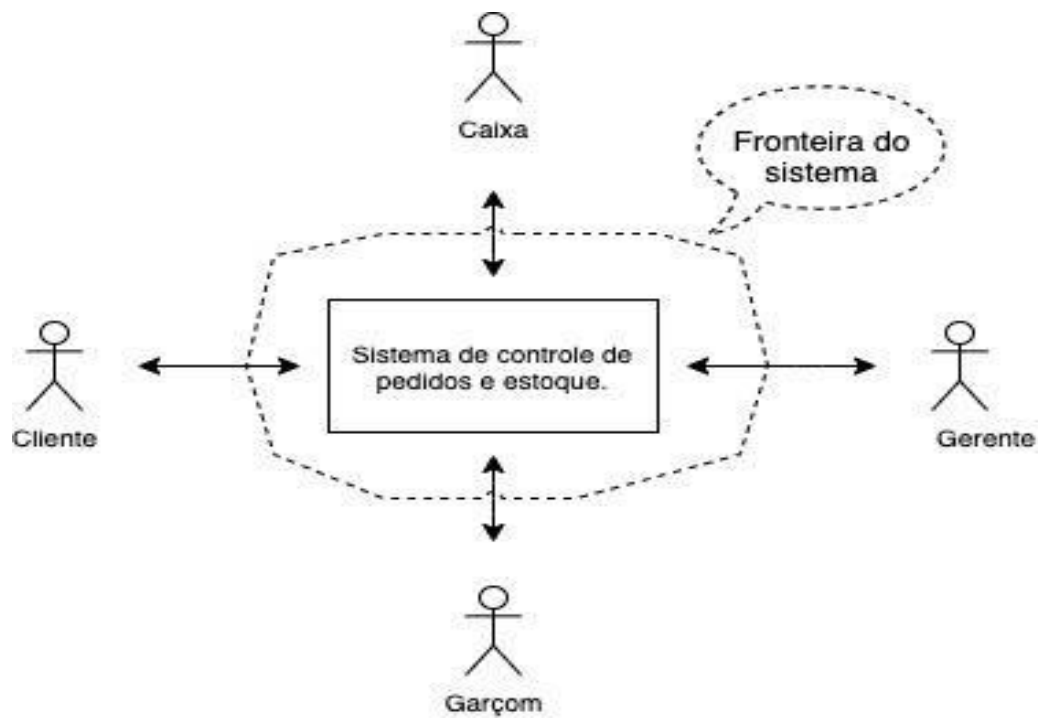 Caixa
Fronteira do
sistema
Sistema de controle de
pedidos e estoque.
Cliente
Gerente
Garçom